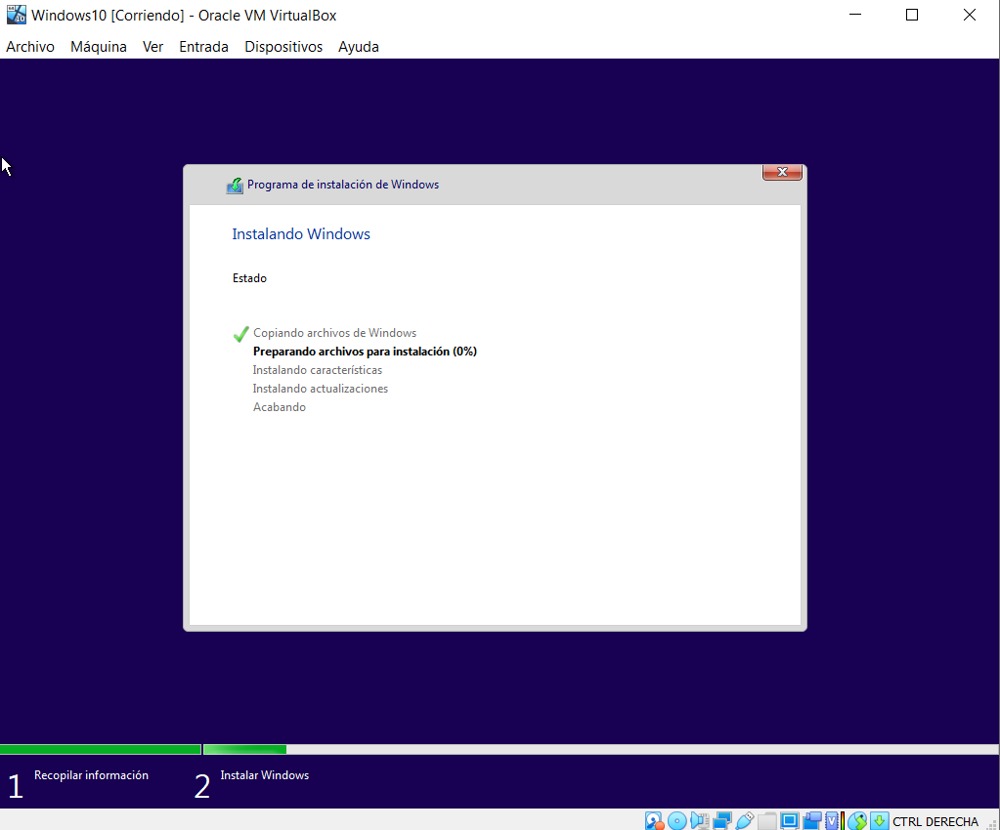 Windows10 [Corriendo] - Oracle VM VirtualBox
Archivo Máquina Ver Entrada Dispositivos Ayuda
Programa de instalación de Windows
Instalando Windows
Estado
Copiando archivos de Windows
Preparando archivos para instalación (0%)
Instalando características
Instalando actualizaciones
Acabando
1 Recopilar información 2 Instalar Windows
CTRL DERECHA